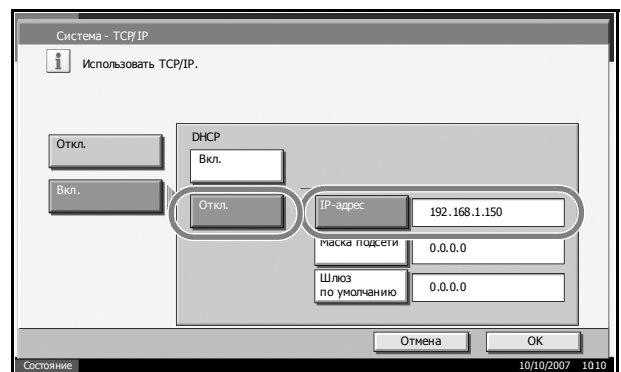 Система - TCP/IP
i Использовать TCP/IP.
DHCP
Откл.
Вкл.
Вкл.
Откл.
IP-адрес 192.168.1.150
Маска подсети 0.0.0.0
Шлюз
по умолчанию 0.0.0.0
Отмена OK
Состояние 10/10/2007 10:10